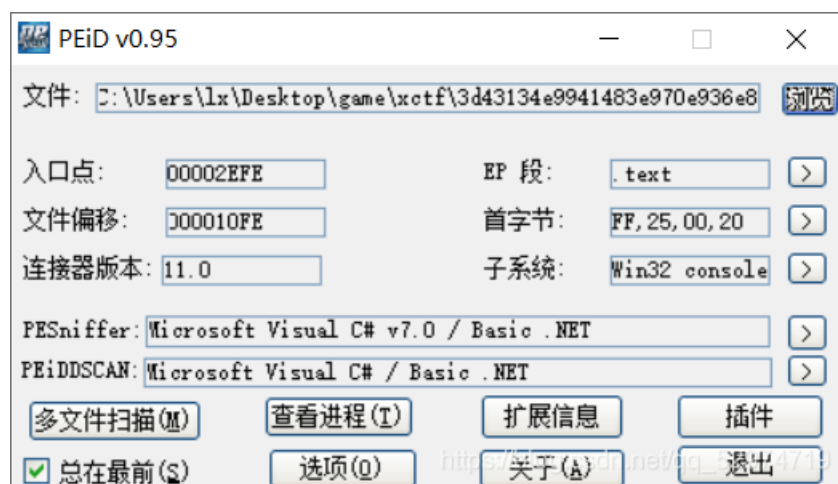 PEiD v0.95
文件: C:\Users\lx\Desktop\game\xctf\3d43134e9941483e970e936e8 浏览
入口点: 00002EFE EP 段: .text >
文件偏移: 000010FE 首字节: FF,25,00,20 >
连接器版本: 11.0 子系统: Win32 console >
PESniffer: Microsoft Visual C# v7.0 / Basic .NET >
PEiDDSCAN: Microsoft Visual C# / Basic .NET >
多文件扫描(M) 查看进程(T) 扩展信息 插件
总在最前(S) 选项(O) 关于(A) 退出